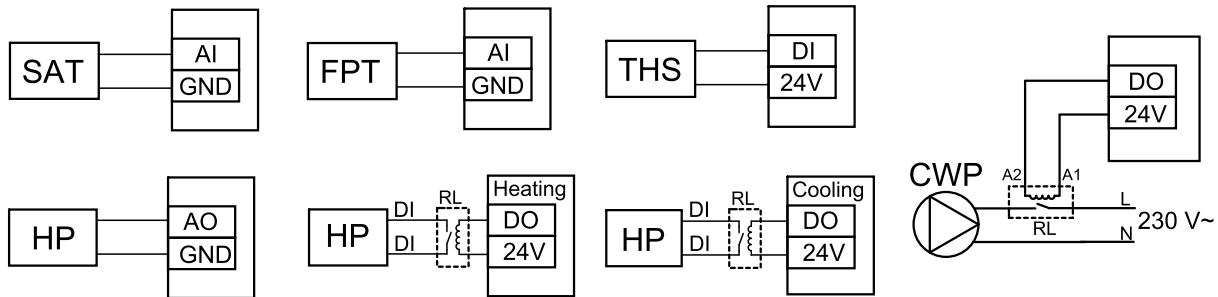 SAT
AI
GND
FPT
AI
GND
THS
DI
24V
DO
24V
CWP
A2 A1
RL
L
N
230 V~
HP
AO
GND
HP
DI
DI
RL
Heating
DO
24V
HP
DI
DI
RL
Cooling
DO
24V